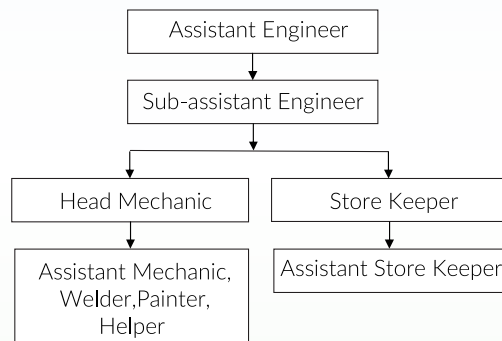 Assistant Engineer
Sub-assistant Engineer
Head Mechanic
Store Keeper
Assistant Mechanic,
Welder,Painter,
Helper
Assistant Store Keeper